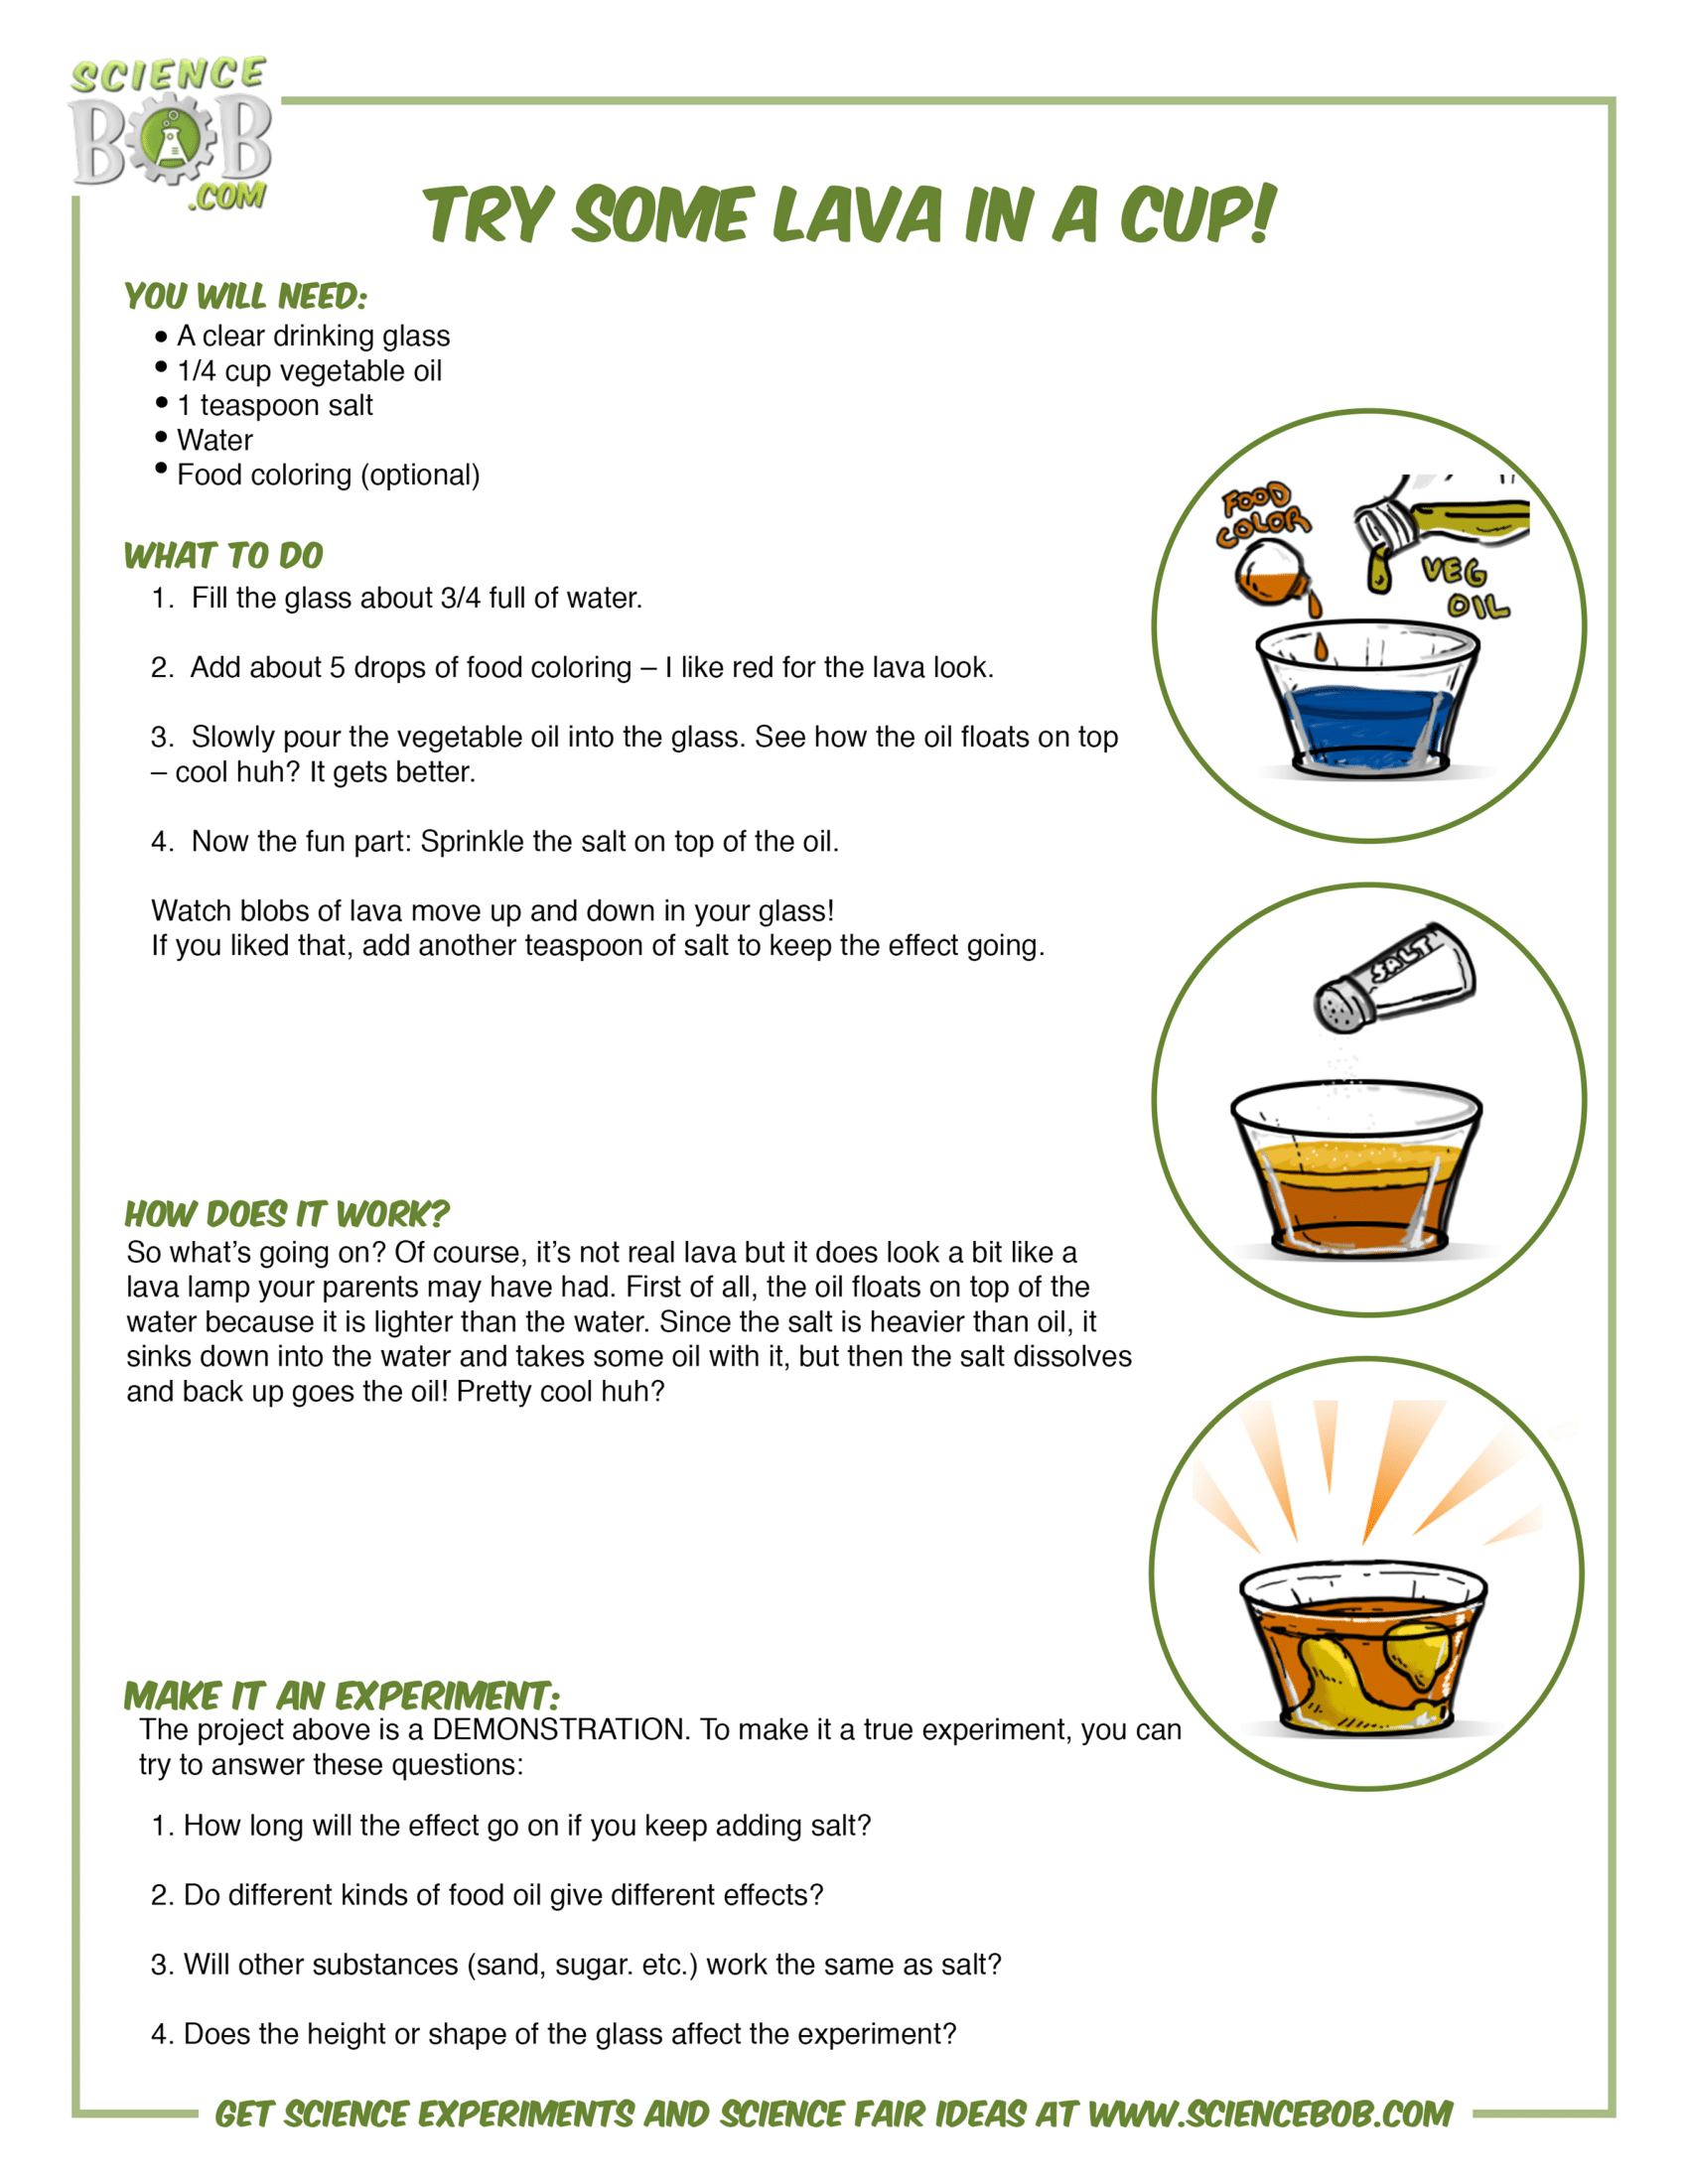 SCIENCE
BOB
.COM
TRY SOME LAVA IN A CUP!
YOU WILL NEED:
• A clear drinking glass
• 1/4 cup vegetable oil
• 1 teaspoon salt
• Water
• Food coloring (optional)
WHAT TO DO
1. Fill the glass about 3/4 full of water.
2. Add about 5 drops of food coloring – I like red for the lava look.
3. Slowly pour the vegetable oil into the glass. See how the oil floats on top
– cool huh? It gets better.
4. Now the fun part: Sprinkle the salt on top of the oil.
Watch blobs of lava move up and down in your glass!
If you liked that, add another teaspoon of salt to keep the effect going.
FOOD
COLOR
VEG
OIL
SALT
HOW DOES IT WORK?
So what’s going on? Of course, it’s not real lava but it does look a bit like a
lava lamp your parents may have had. First of all, the oil floats on top of the
water because it is lighter than the water. Since the salt is heavier than oil, it
sinks down into the water and takes some oil with it, but then the salt dissolves
and back up goes the oil! Pretty cool huh?
MAKE IT AN EXPERIMENT:
The project above is a DEMONSTRATION. To make it a true experiment, you can
try to answer these questions:
1. How long will the effect go on if you keep adding salt?
2. Do different kinds of food oil give different effects?
3. Will other substances (sand, sugar. etc.) work the same as salt?
4. Does the height or shape of the glass affect the experiment?
GET SCIENCE EXPERIMENTS AND SCIENCE FAIR IDEAS AT WWW.SCIENCEBOB.COM